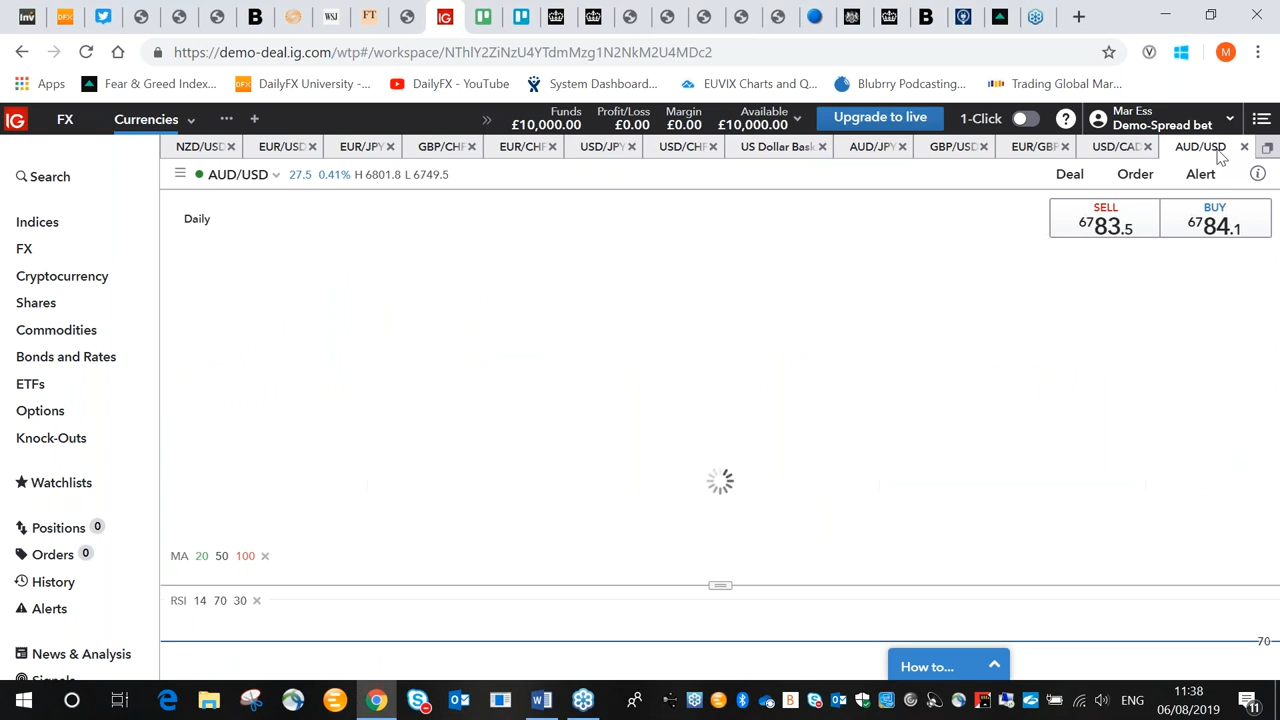 Inv DFX B WSJ FT IG B
https://demo-deal.ig.com/wtp#/workspace/NThlY2ZiNzU4YTdmMzg1N2NkM2U4MDc2 M
Apps Fear & Greed Index... DailyFX University -... DailyFX - YouTube System Dashboard... EUVIX Charts and Q... Blubrry Podcasting... Trading Global Mar...
IG FX Currencies Funds £10,000.00 Profit/Loss £0.00 Margin £0.00 Available £10,000.00 Upgrade to live 1-Click ? Mar Ess Demo-Spread bet
NZD/USD EUR/USD EUR/JPY GBP/CHF EUR/CHF USD/JPY USD/CHF US Dollar Bask AUD/JPY GBP/USD EUR/GBP USD/CAD AUD/USD
AUD/USD 27.5 0.41% H 6801.8 L 6749.5 Deal Order Alert
Daily
SELL 6783.5 BUY 6784.1
Search
Indices
FX
Cryptocurrency
Shares
Commodities
Bonds and Rates
ETFs
Options
Knock-Outs
Watchlists
Positions 0
Orders 0
History
Alerts
News & Analysis
Signals
MA 20 50 100
RSI 14 70 30
70
How to...
ENG
11:38
06/08/2019
11